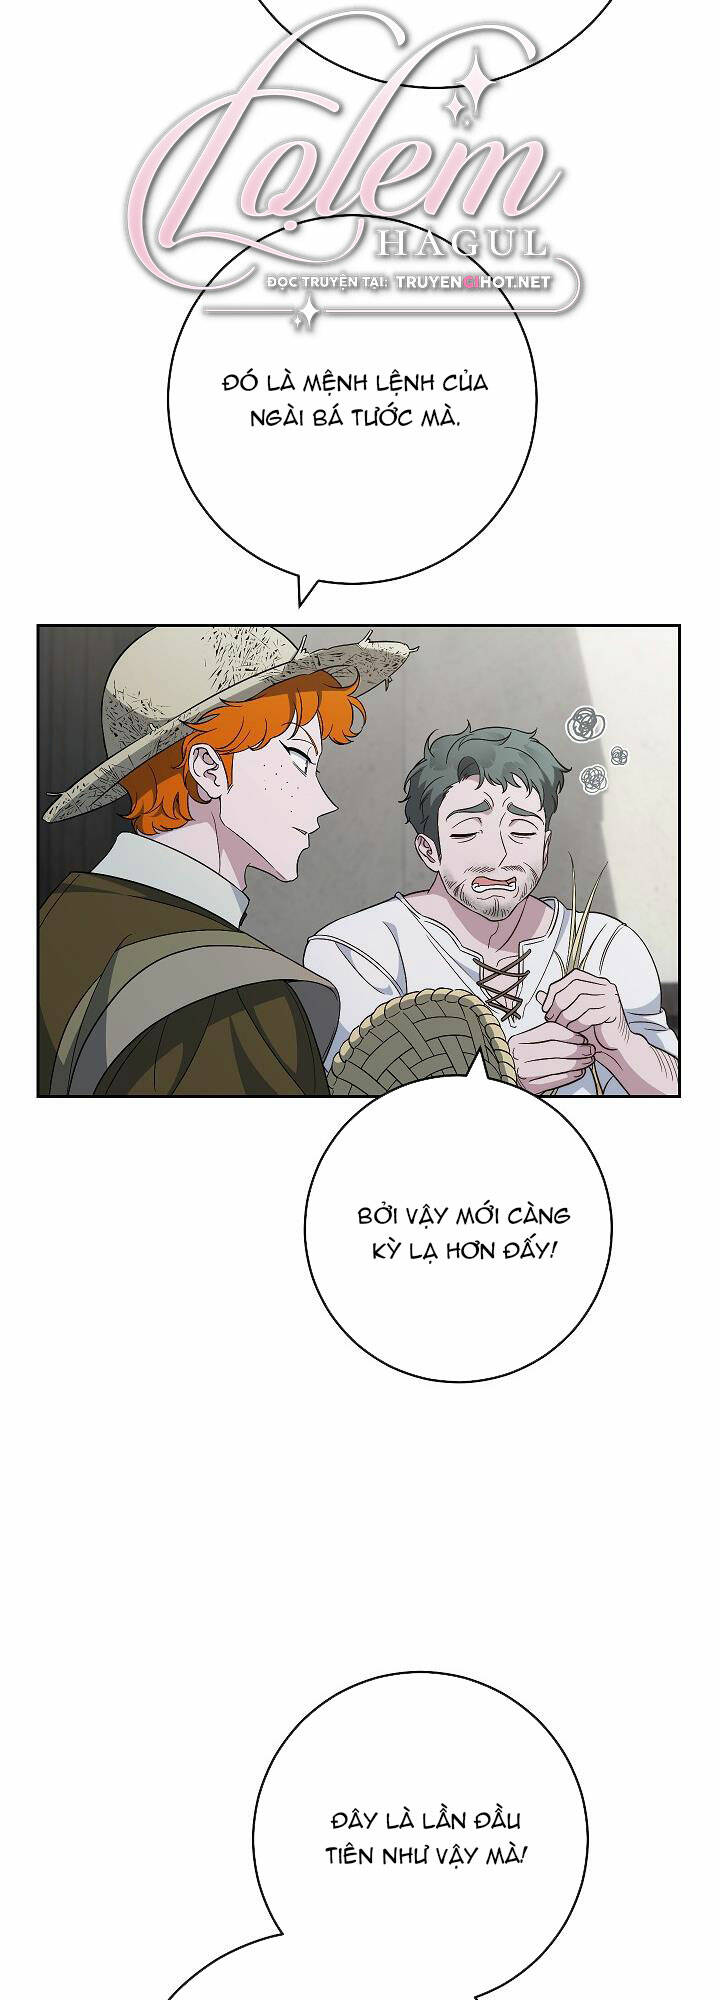 Lolem
HAGUL
ĐỌC TRUYỆN TẠI: TRUYENGIHOT.NET
ĐÓ LÀ MỆNH LỆNH CỦA
NGÀI BÁ TƯỚC MÀ.
BỞI VẬY MỚI CÀNG
KỲ LẠ HƠN ĐẤY!
ĐÂY LÀ LẦN ĐẦU
TIÊN NHƯ VẬY MÀ!